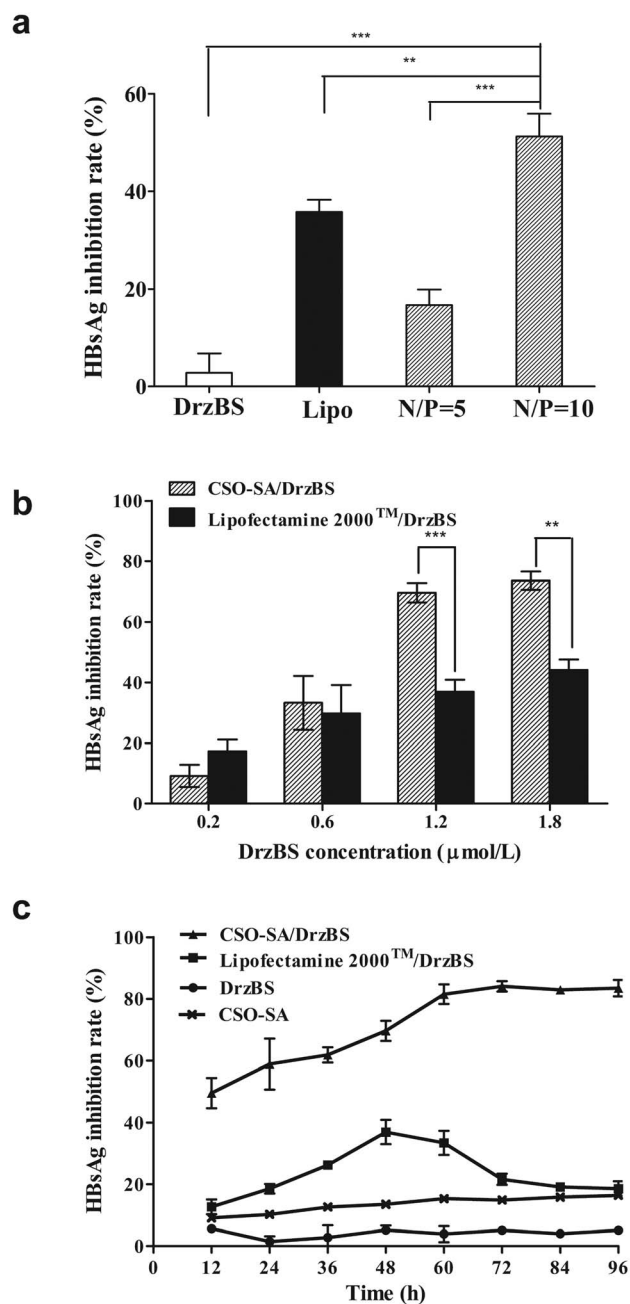 a
***
**
***
HBsAg inhibition rate (%)
60
40
20
0
DrzBS Lipo N/P=5 N/P=10
b
CSO-SA/DrzBS
Lipofectamine 2000™/DrzBS
***
**
HBsAg inhibition rate (%)
100
80
60
40
20
0
0.2 0.6 1.2 1.8
DrzBS concentration (μmol/L)
c
CSO-SA/DrzBS
Lipofectamine 2000™/DrzBS
DrzBS
CSO-SA
HBsAg inhibition rate (%)
100
80
60
40
20
0
0 12 24 36 48 60 72 84 96
Time (h)